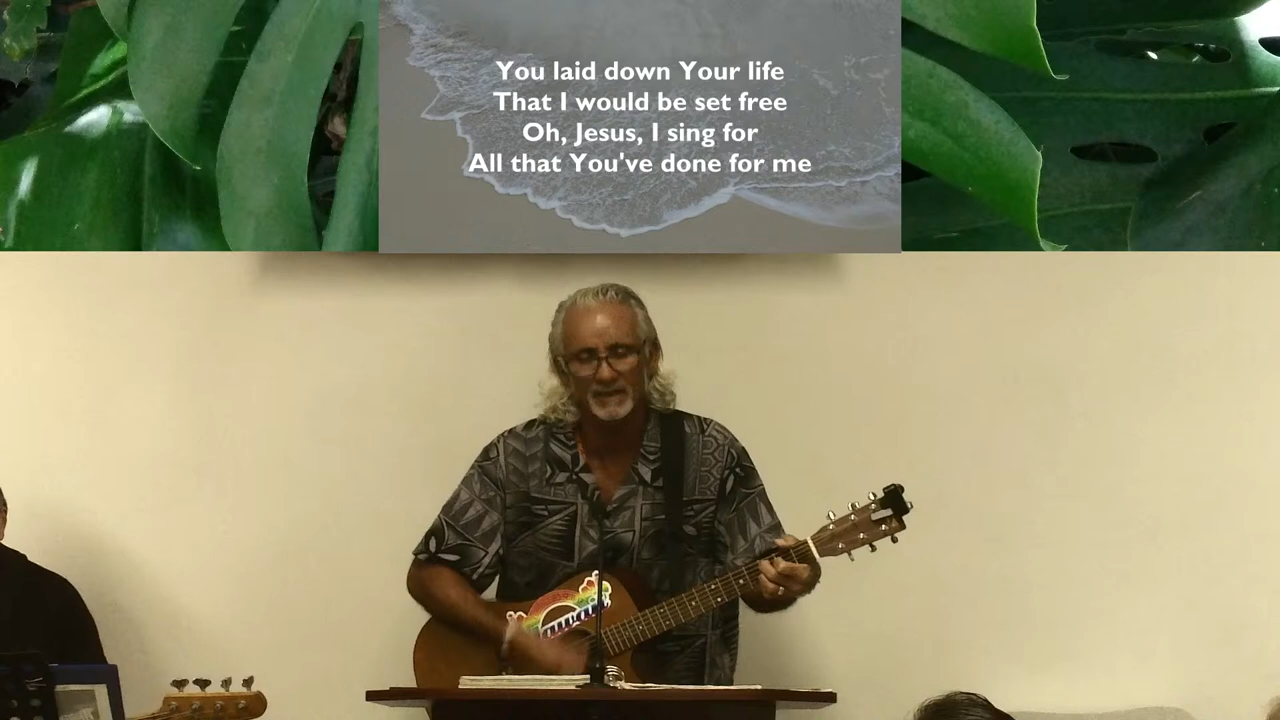 You laid down Your life
That I would be set free
Oh, Jesus, I sing for
All that You've done for me